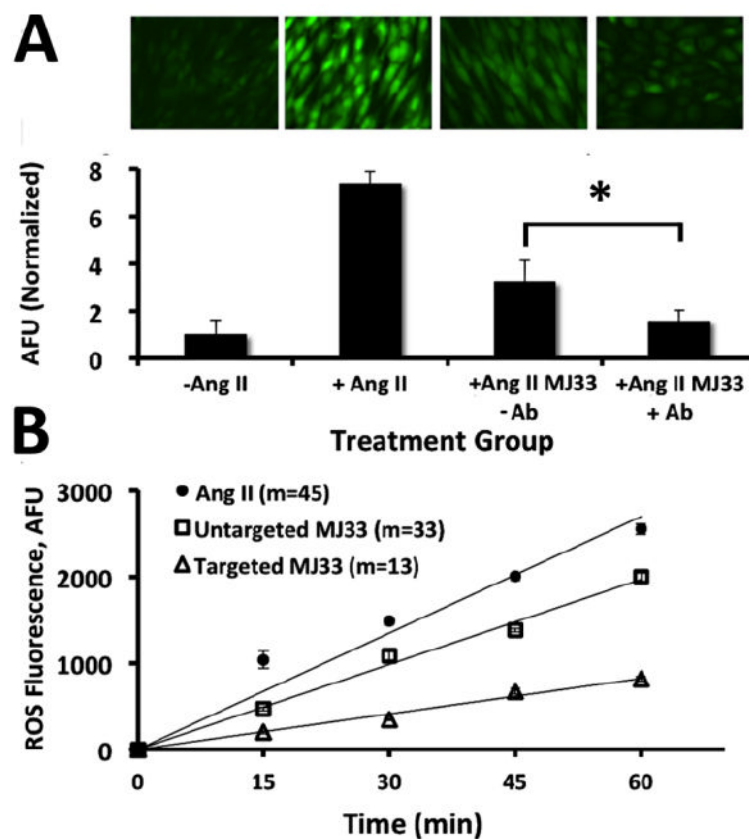 A
AFU (Normalized)
8
6
4
2
0
*
-Ang II
+ Ang II
+Ang II MJ33
- Ab
+Ang II MJ33
+ Ab
Treatment Group
B
ROS Fluorescence, AFU
3000
2000
1000
0
Ang II (m=45)
Untargeted MJ33 (m=33)
Targeted MJ33 (m=13)
0 15 30 45 60
Time (min)